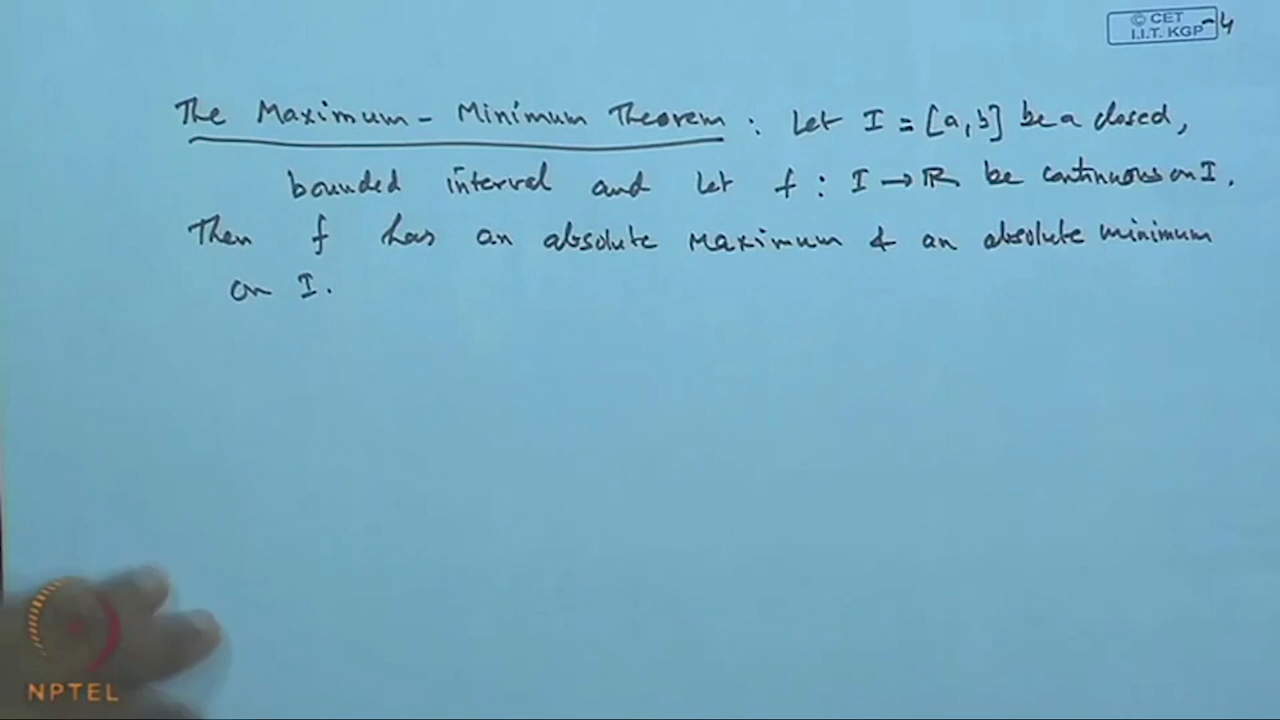 © CET
I.I.T. KGP -4
The Maximum - Minimum Theorem : Let I = [a, b] be a closed,
bounded interval and let f : I → R be continuous on I.
Then f has an absolute maximum & an absolute minimum
on I.
NPTEL